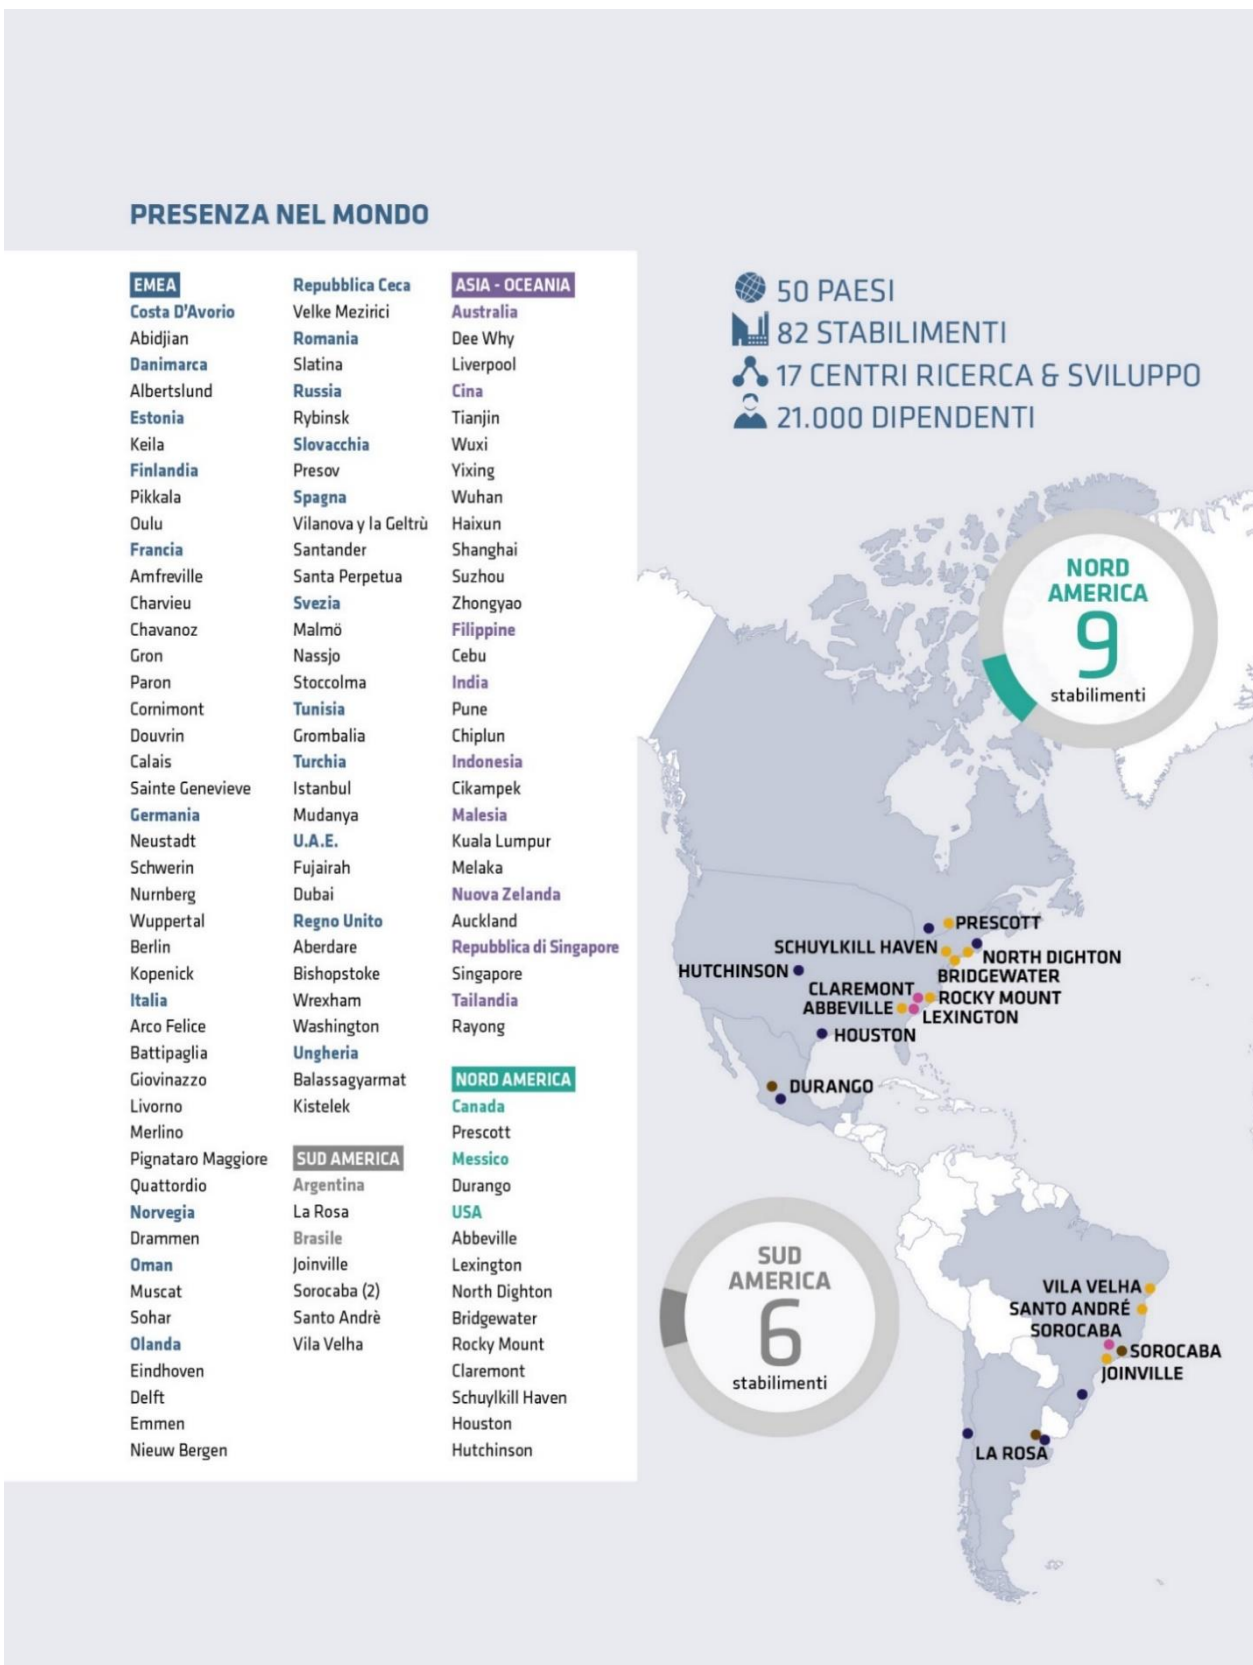 PRESENZA NEL MONDO
EMEA
Costa D'Avorio
Abidjian
Danimarca
Albertslund
Estonia
Keila
Finlandia
Pikkala
Oulu
Francia
Amfreville
Charvieu
Chavanoz
Gron
Paron
Cornimont
Douvrin
Calais
Sainte Genevieve
Germania
Neustadt
Schwerin
Nurnberg
Wuppertal
Berlin
Kopenick
Italia
Arco Felice
Battipaglia
Giovinazzo
Livorno
Merlino
Pignataro Maggiore
Quattordio
Norvegia
Drammen
Oman
Muscat
Sohar
Olanda
Eindhoven
Delft
Emmen
Nieuw Bergen
Repubblica Ceca
Velke Mezirici
Romania
Slatina
Russia
Rybinsk
Slovacchia
Presov
Spagna
Vilanova y la Geltrù
Santander
Santa Perpetua
Svezia
Malmö
Nassjo
Stoccolma
Tunisia
Grombalia
Turchia
Istanbul
Mudanya
U.A.E.
Fujairah
Dubai
Regno Unito
Aberdare
Bishopstoke
Wrexham
Washington
Ungheria
Balassagyarmat
Kistelek
SUD AMERICA
Argentina
La Rosa
Brasile
Joinville
Sorocaba (2)
Santo Andrè
Vila Velha
ASIA - OCEANIA
Australia
Dee Why
Liverpool
Cina
Tianjin
Wuxi
Yixing
Wuhan
Haixun
Shanghai
Suzhou
Zhongyao
Filippine
Cebu
India
Pune
Chiplun
Indonesia
Cikampek
Malesia
Kuala Lumpur
Melaka
Nuova Zelanda
Auckland
Repubblica di Singapore
Singapore
Tailandia
Rayong
NORD AMERICA
Canada
Prescott
Messico
Durango
USA
Abbeville
Lexington
North Dighton
Bridgewater
Rocky Mount
Claremont
Schuylkill Haven
Houston
Hutchinson
50 PAESI
82 STABILIMENTI
17 CENTRI RICERCA & SVILUPPO
21.000 DIPENDENTI
NORD
AMERICA
9
stabilimenti
PRESCOTT
SCHUYLKILL HAVEN
NORTH DIGHTON
HUTCHINSON
BRIDGEWATER
CLAREMONT
ROCKY MOUNT
ABBEVILLE
LEXINGTON
HOUSTON
DURANGO
SUD
AMERICA
6
stabilimenti
VILA VELHA
SANTO ANDRÉ
SOROCABA
SOROCABA
JOINVILLE
LA ROSA